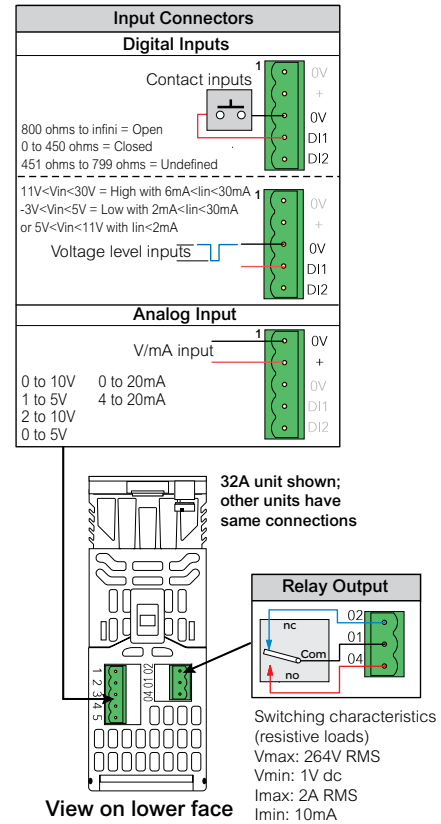 Input Connectors
Digital Inputs
Contact inputs
1
0V
+
0V
DI1
DI2
800 ohms to infini = Open
0 to 450 ohms = Closed
451 ohms to 799 ohms = Undefined
11V<Vin<30V = High with 6mA<Iin<30mA
-3V<Vin<5V = Low with 2mA<Iin<30mA
or 5V<Vin<11V with Iin<2mA
Voltage level inputs
1
0V
+
0V
DI1
DI2
Analog Input
V/mA input
1
0V
+
0V
DI1
DI2
0 to 10V 0 to 20mA
1 to 5V 4 to 20mA
2 to 10V
0 to 5V
32A unit shown;
other units have
same connections
1 2 3 4 5
04 01 02
View on lower face
Relay Output
nc
Com
no
02
01
04
Switching characteristics
(resistive loads)
Vmax: 264V RMS
Vmin: 1V dc
Imax: 2A RMS
Imin: 10mA